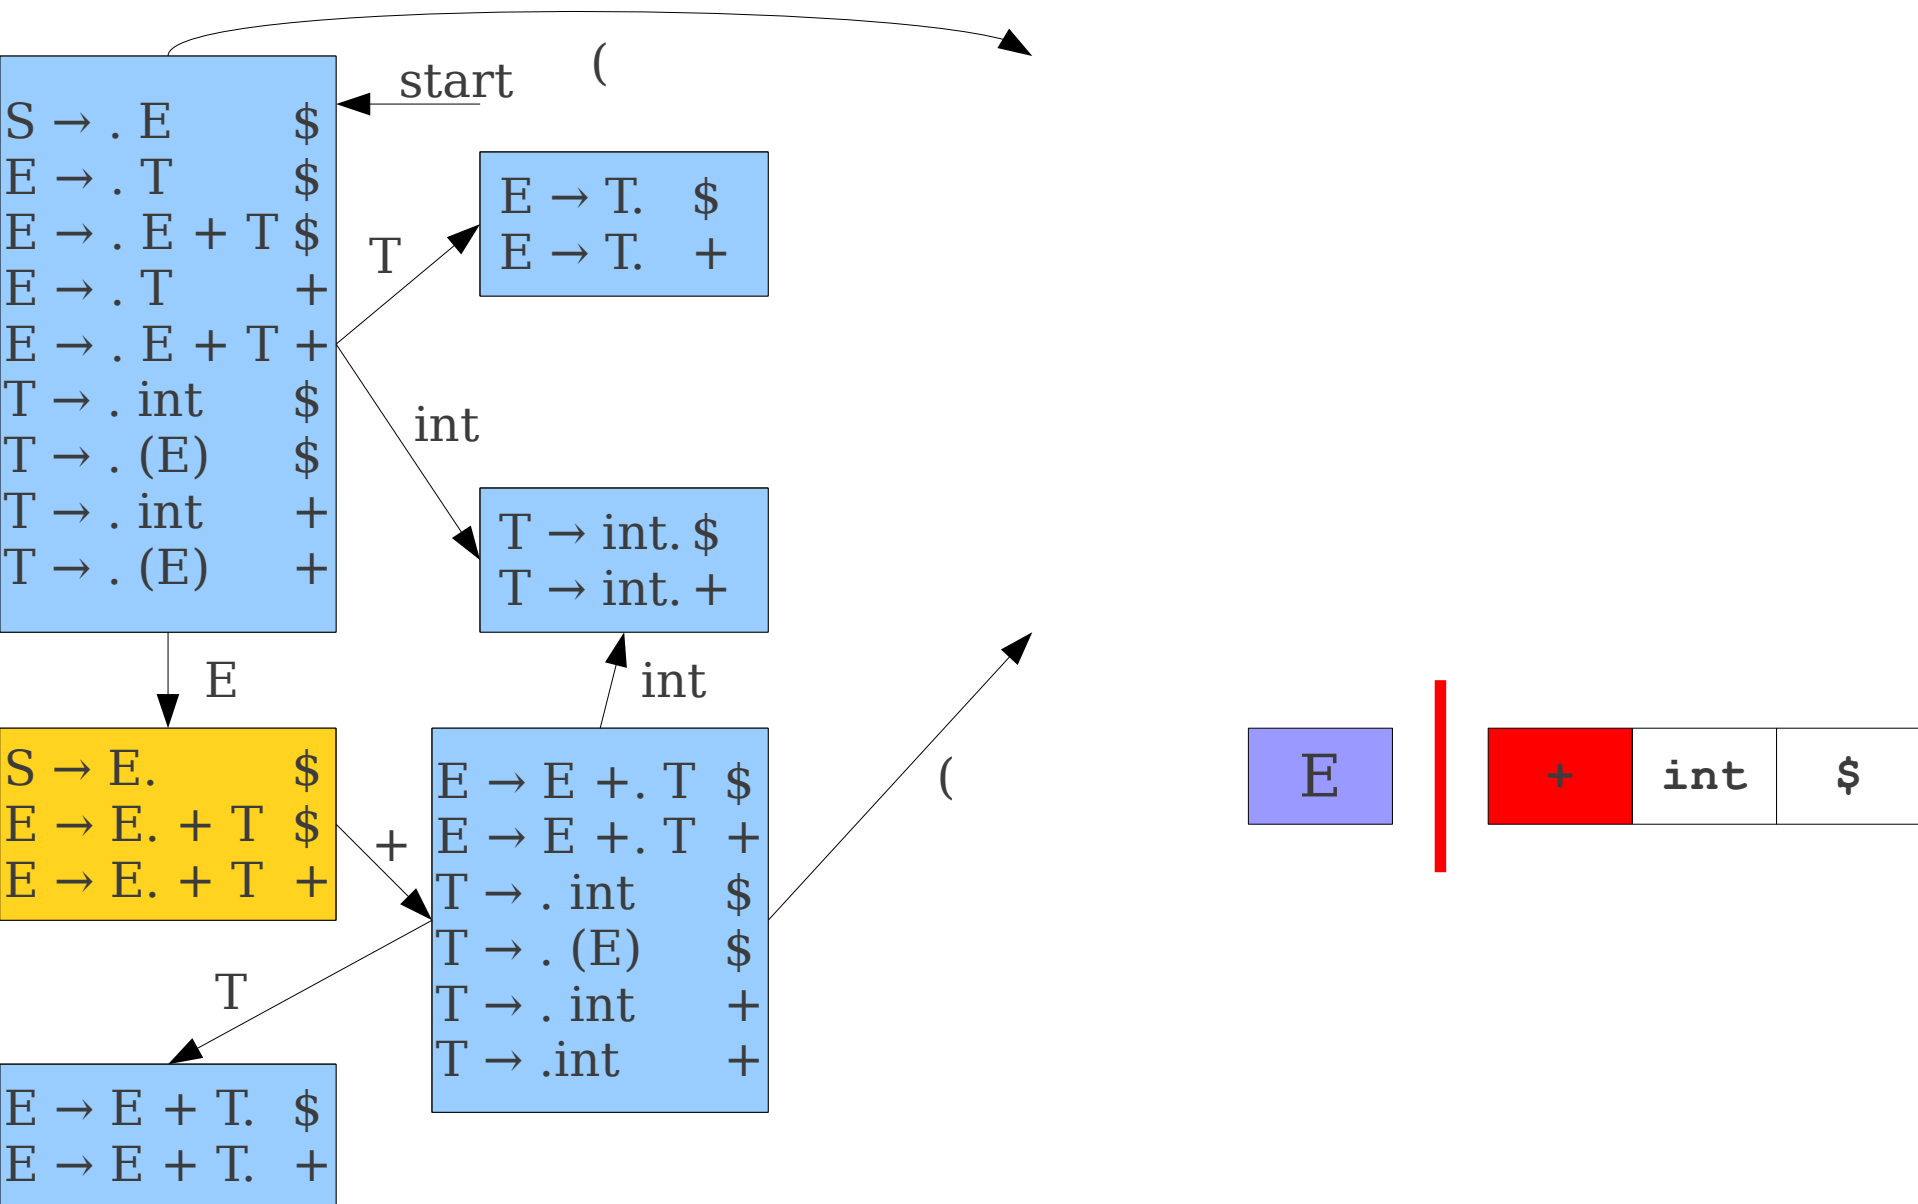 (
start
S → . E $
E → . T $
E → . E + T $
E → . T +
E → . E + T +
T → . int $
T → . (E) $
T → . int +
T → . (E) +
T
E → T. $
E → T. +
int
T → int. $
T → int. +
E
int
S → E. $
E → E. + T $
E → E. + T +
+
E → E +. T $
E → E +. T +
T → . int $
T → . (E) $
T → . int +
T → .int +
(
E + int $
T
E → E + T. $
E → E + T. +